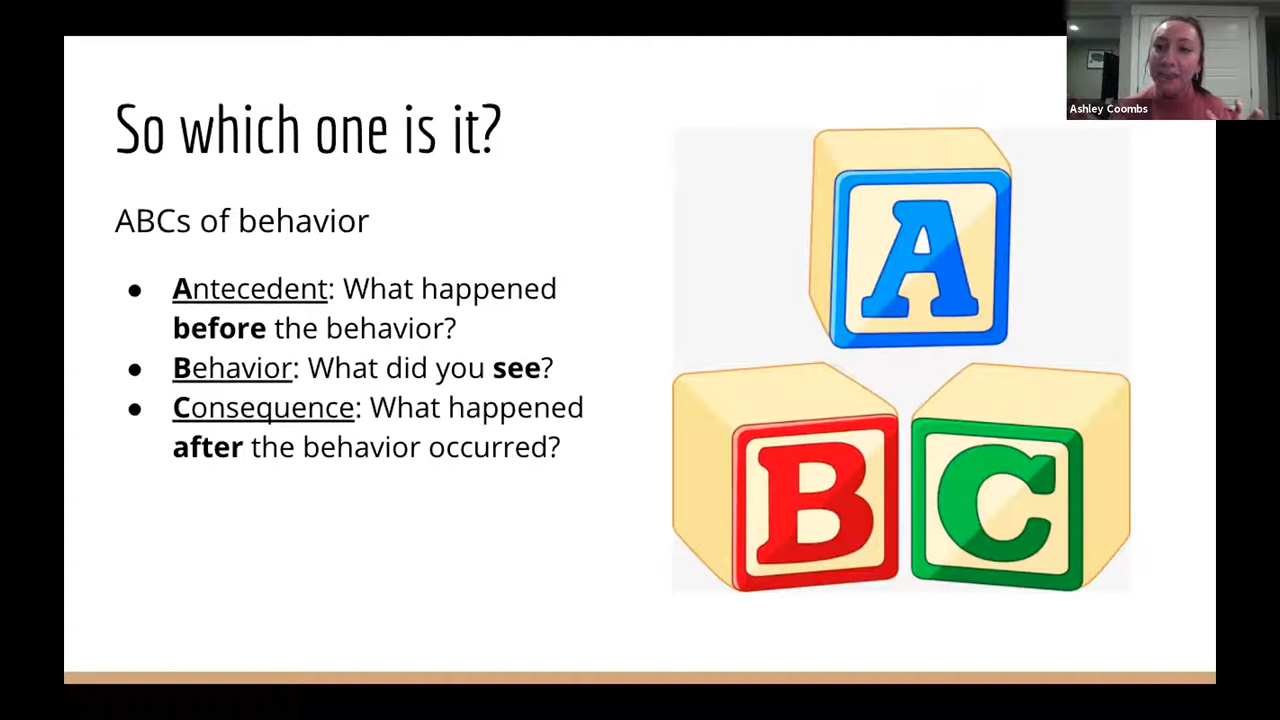 So which one is it?
ABCs of behavior
● Antecedent: What happened
before the behavior?
● Behavior: What did you see?
● Consequence: What happened
after the behavior occurred?
A
B C
Ashley Coombs